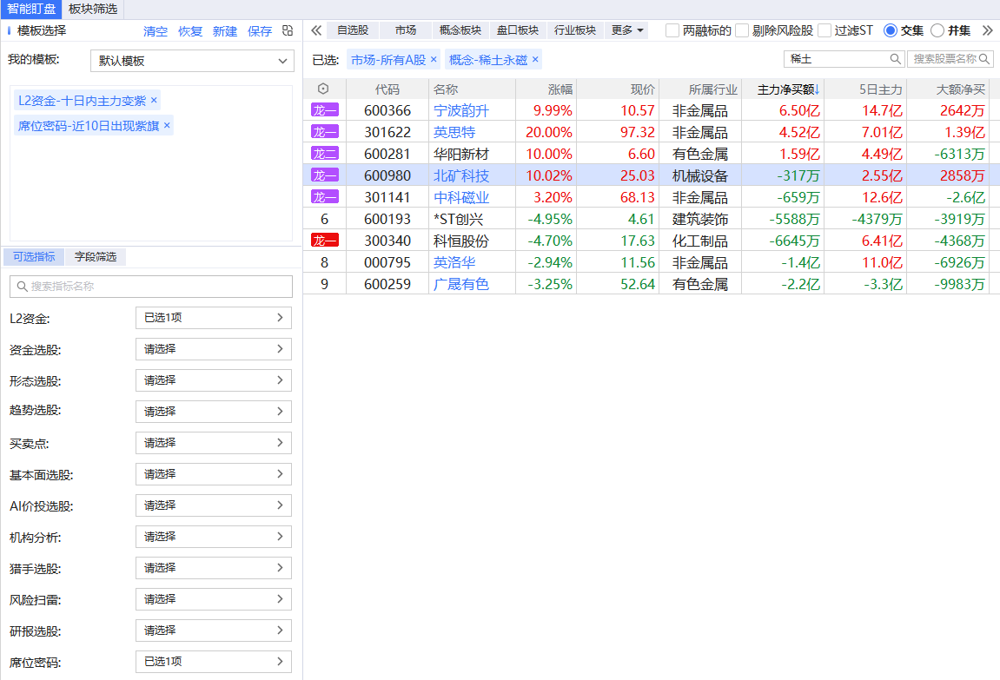 智能盯盘 板块筛选
模板选择 清空 恢复 新建 保存
我的模板: 默认模板
L2资金-十日内主力变紫 ×
席位密码-近10日出现紫旗 ×
可选指标 字段筛选
搜索指标名称
L2资金: 已选1项
资金选股: 请选择
形态选股: 请选择
趋势选股: 请选择
买卖点: 请选择
基本面选股: 请选择
AI价投选股: 请选择
机构分析: 请选择
猎手选股: 请选择
风险扫雷: 请选择
研报选股: 请选择
席位密码: 已选1项
自选股 市场 概念板块 盘口板块 行业板块 更多 两融标的 剔除风险股 过滤ST 交集 并集
已选: 市场-所有A股 × 概念-稀土永磁 × 稀土 搜索股票名称
代码 名称 涨幅 现价 所属行业 主力净买额↓ 5日主力 大额净买
龙一 600366 宁波韵升 9.99% 10.57 非金属品 6.50亿 14.7亿 2642万
龙一 301622 英思特 20.00% 97.32 非金属品 4.52亿 7.01亿 1.39亿
龙二 600281 华阳新材 10.00% 6.60 有色金属 1.59亿 4.49亿 -6313万
龙一 600980 北矿科技 10.02% 25.03 机械设备 -317万 2.55亿 2858万
龙一 301141 中科磁业 3.20% 68.13 非金属品 -659万 12.6亿 -2.6亿
6 600193 *ST创兴 -4.95% 4.61 建筑装饰 -5588万 -4379万 -3919万
龙一 300340 科恒股份 -4.70% 17.63 化工制品 -6645万 6.41亿 -4368万
8 000795 英洛华 -2.94% 11.56 非金属品 -1.4亿 11.0亿 -6926万
9 600259 广晟有色 -3.25% 52.64 有色金属 -2.2亿 -3.3亿 -9983万